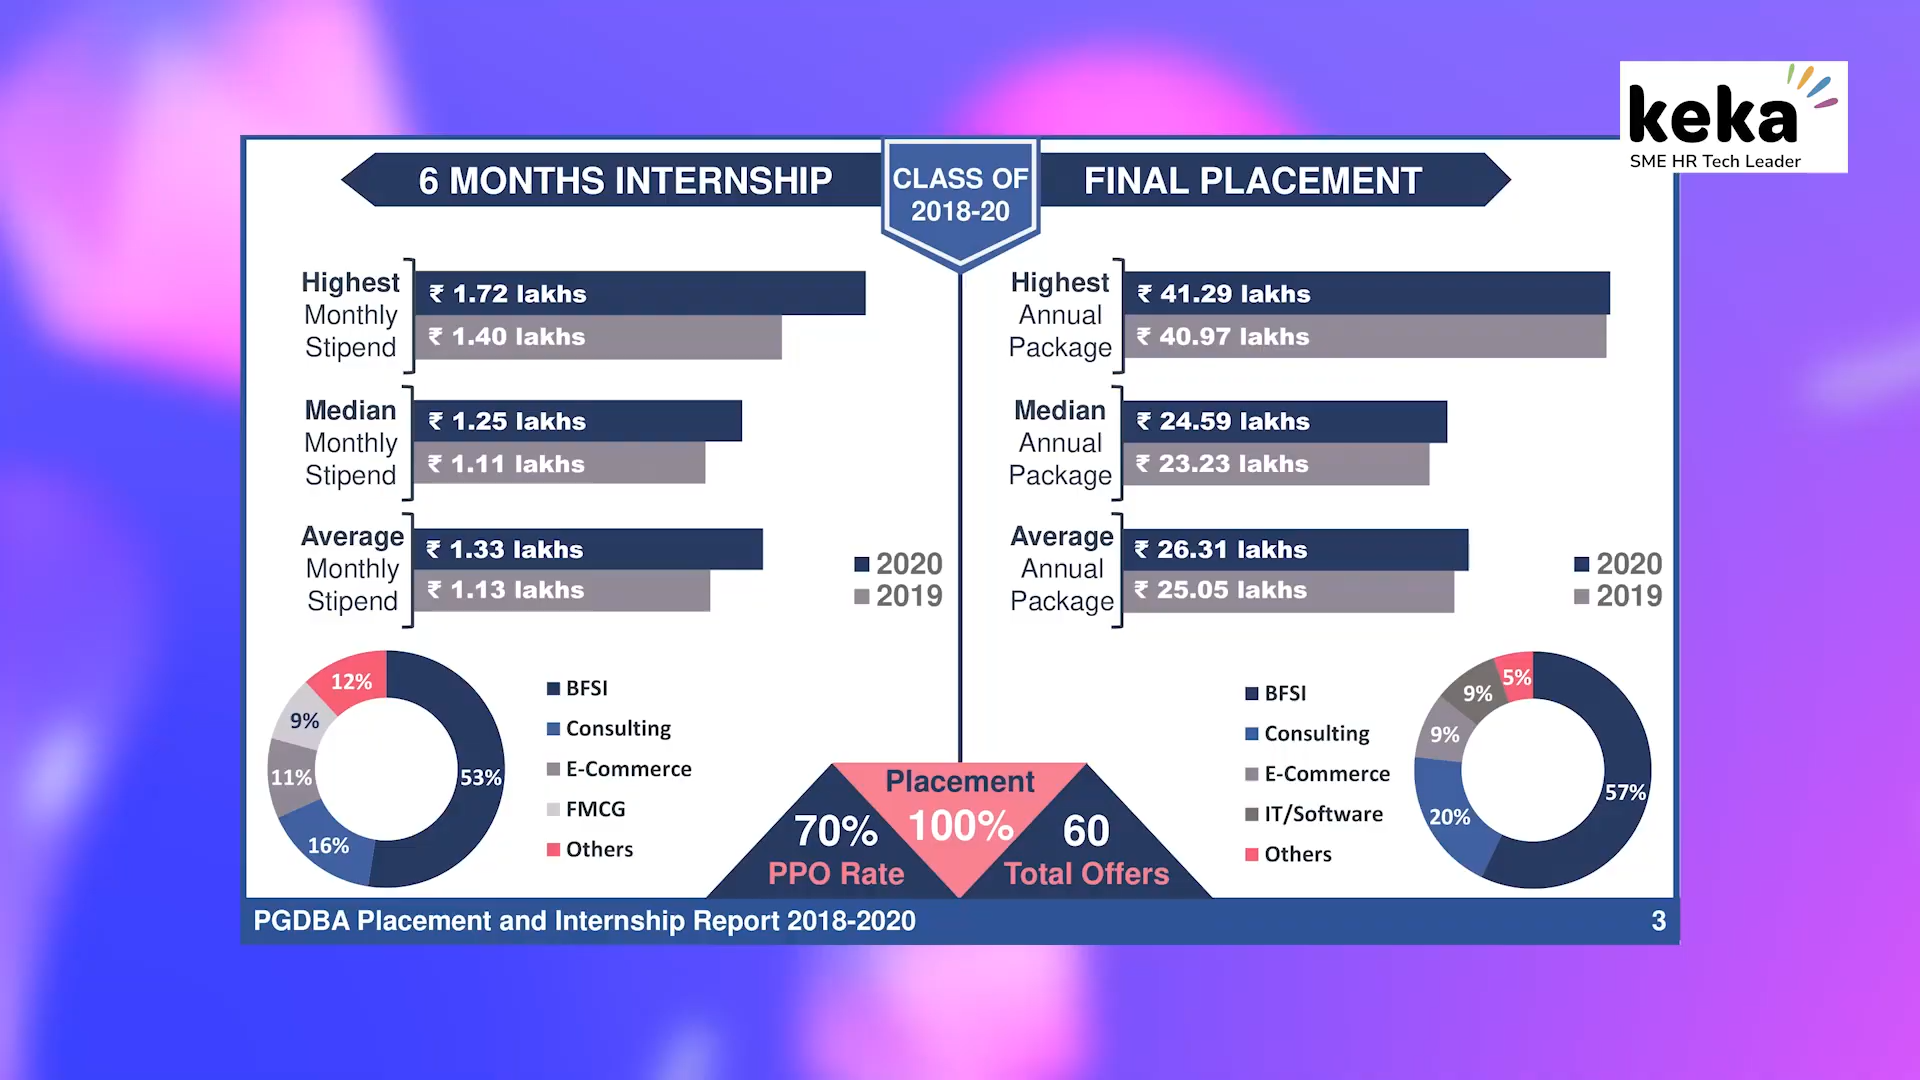 keka
SME HR Tech Leader
6 MONTHS INTERNSHIP
CLASS OF
2018-20
FINAL PLACEMENT
Highest
Monthly
Stipend
₹ 1.72 lakhs
₹ 1.40 lakhs
Median
Monthly
Stipend
₹ 1.25 lakhs
₹ 1.11 lakhs
Average
Monthly
Stipend
₹ 1.33 lakhs
₹ 1.13 lakhs
2020
2019
Highest
Annual
Package
₹ 41.29 lakhs
₹ 40.97 lakhs
Median
Annual
Package
₹ 24.59 lakhs
₹ 23.23 lakhs
Average
Annual
Package
₹ 26.31 lakhs
₹ 25.05 lakhs
2020
2019
12%
9%
11%
16%
53%
BFSI
Consulting
E-Commerce
FMCG
Others
Placement
100%
70%
PPO Rate
60
Total Offers
BFSI
Consulting
E-Commerce
IT/Software
Others
5%
9%
9%
20%
57%
PGDBA Placement and Internship Report 2018-2020
3